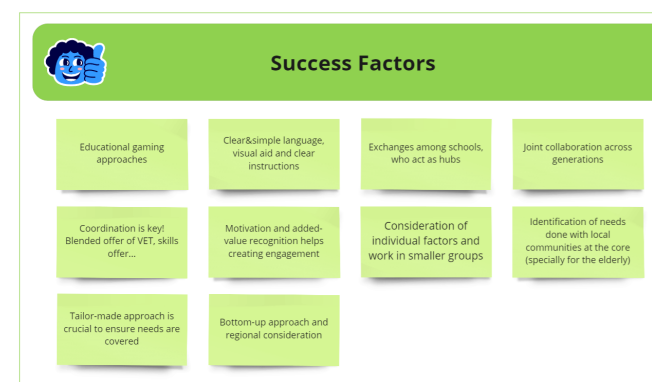 Success Factors
Educational gaming
approaches
Clear&simple language,
visual aid and clear
instructions
Exchanges among schools,
who act as hubs
Joint collaboration across
generations
Coordination is key!
Blended offer of VET, skills
offer...
Motivation and added-
value recognition helps
creating engagement
Consideration of
individual factors and
work in smaller groups
Identification of needs
done with local
communities at the core
(specially for the elderly)
Tailor-made approach is
crucial to ensure needs are
covered
Bottom-up approach and
regional consideration